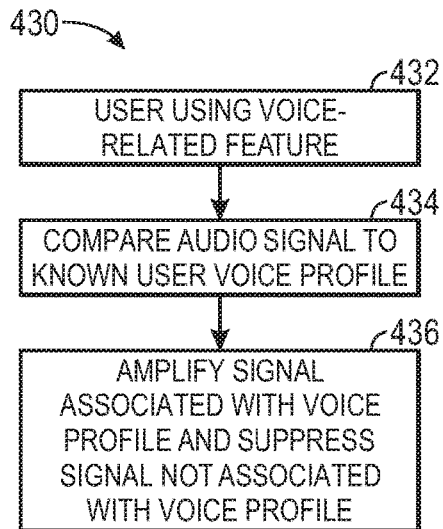 430
432
USER USING VOICE-
RELATED FEATURE
434
COMPARE AUDIO SIGNAL TO
KNOWN USER VOICE PROFILE
436
AMPLIFY SIGNAL
ASSOCIATED WITH VOICE
PROFILE AND SUPPRESS
SIGNAL NOT ASSOCIATED
WITH VOICE PROFILE